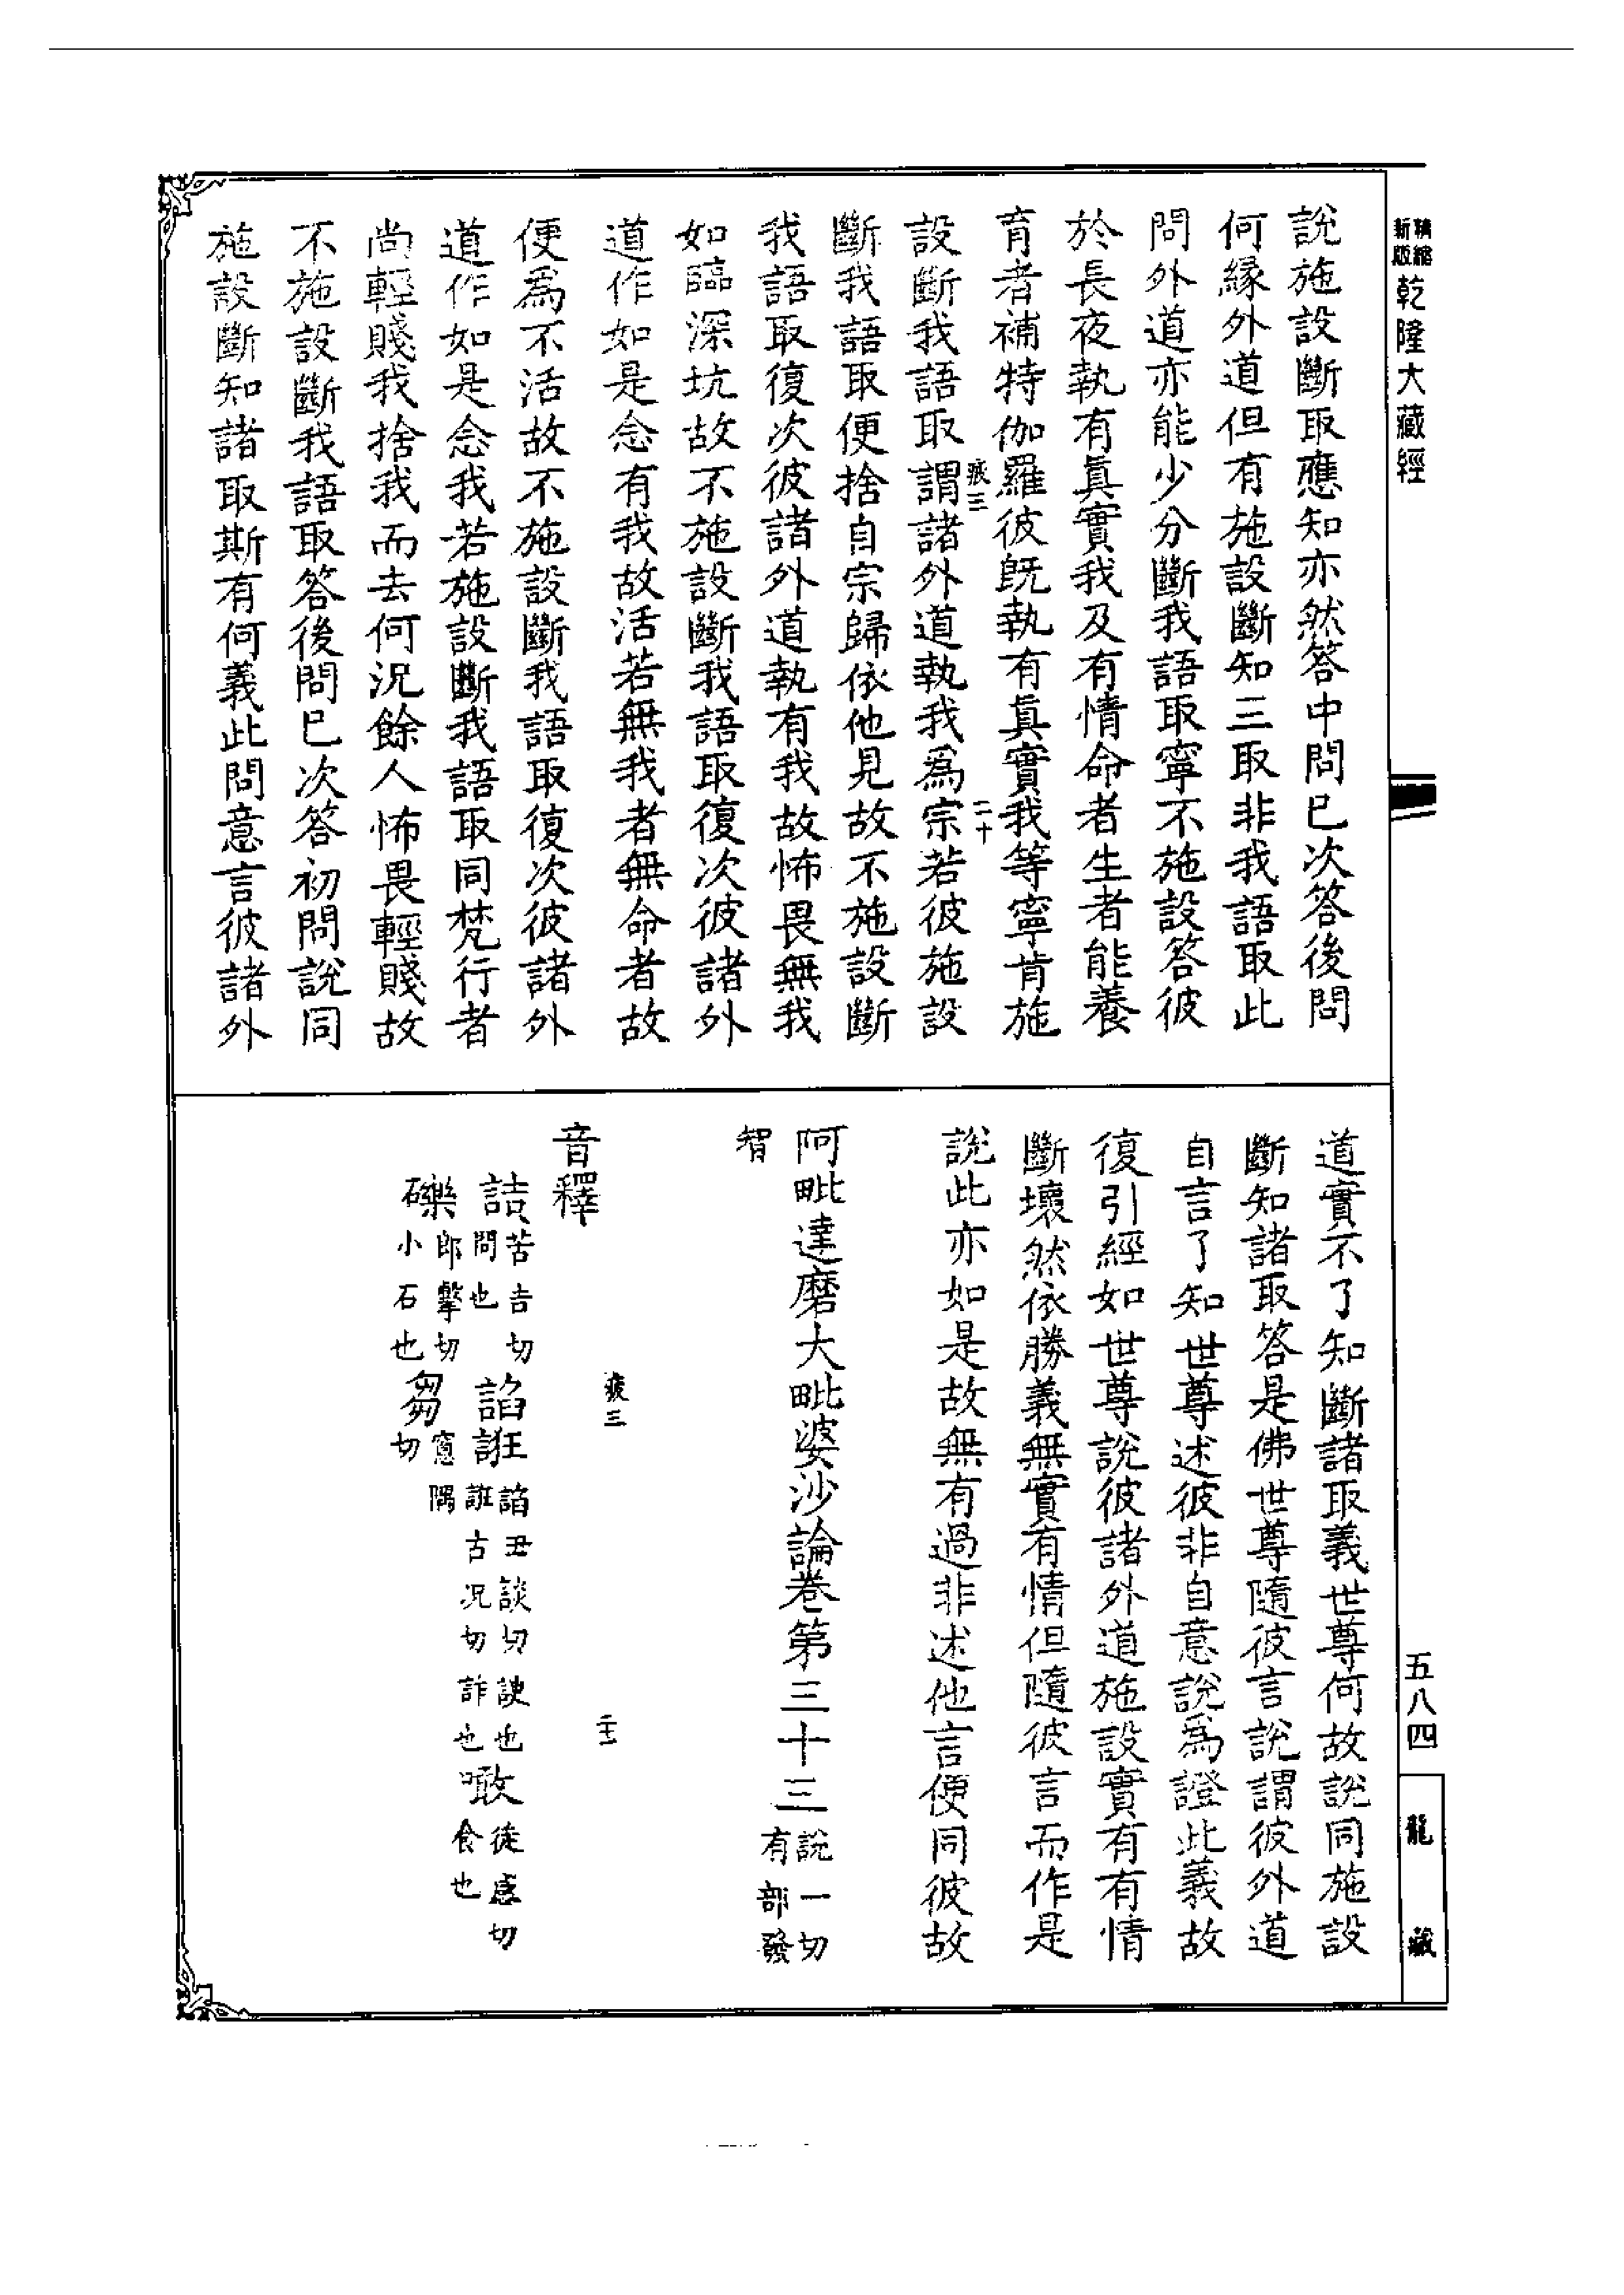 精縮新版乾隆大藏經
說施設斷取應知亦然答中問已次答後問
何緣外道但有施設斷知三取非我語取此
問外道亦能少分斷我語取寧不施設答彼
於長夜執有真實我及有情命者生者能養
育者補特伽羅彼既執有真實我等寧肯施
疲三
二十
設斷我語取謂諸外道執我為宗若彼施設
斷我語取便捨自宗歸依他見故不施設斷
我語取復次彼諸外道執有我故怖畏無我
如臨深坑故不施設斷我語取復次彼諸外
道作如是念有我故活若無我者無命者故
便為不活故不施設斷我語取復次彼諸外
道作如是念我若施設斷我語取同梵行者
尚輕賤我捨我而去何況餘人怖畏輕賤故
不施設斷我語取答後問已次答初問說同
施設斷知諸取斯有何義此問意言彼諸外
道實不了知斷諸取義世尊何故說同施設
斷知諸取答是佛世尊隨彼言說謂彼外道
自言了知世尊述彼非自意說為證此義故
復引經如世尊說彼諸外道施設實有有情
斷壞然依勝義無實有情但隨彼言而作是
說此亦如是故無有過非述他言便同彼故
阿毗達磨大毗婆沙論卷第三十三說一切有部發
智
疲三
音釋
詰苦吉切問也 諂誑諂丑談切諛也誑古況切詐也 噉徒感切食也
礫郎擊切小石也 芻窻隅切
五八四
龍藏